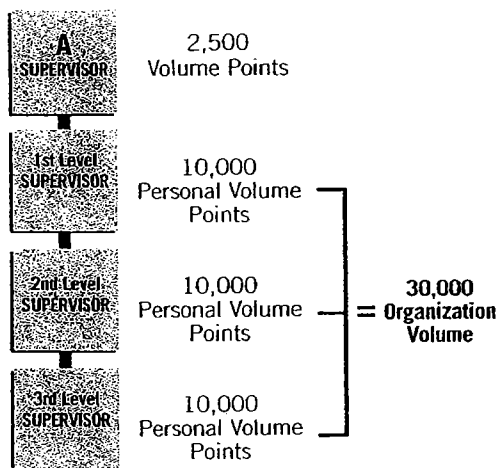 A
SUPERVISOR
2,500
Volume Points
1st Level
SUPERVISOR
10,000
Personal Volume
Points
2nd Level
SUPERVISOR
10,000
Personal Volume
Points
= 30,000
Organization
Volume
3rd Level
SUPERVISOR
10,000
Personal Volume
Points